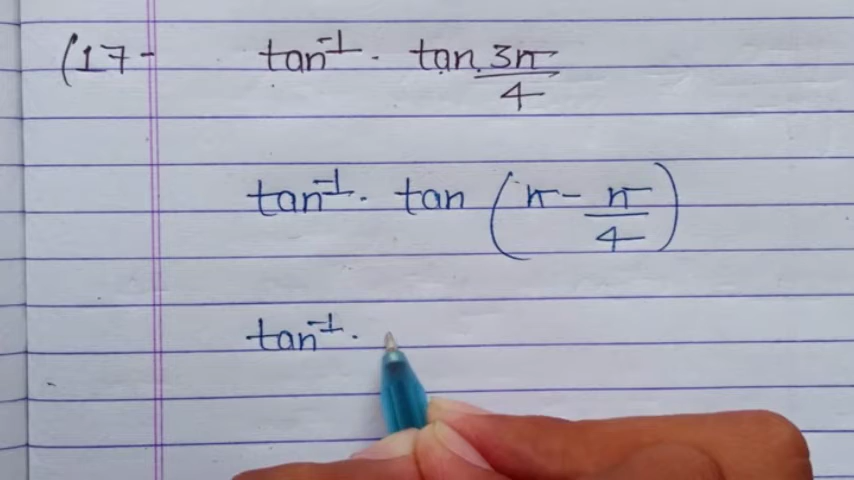 (17- tan⁻¹ · tan 3π/4
tan⁻¹ · tan (π - π/4)
tan⁻¹ ·